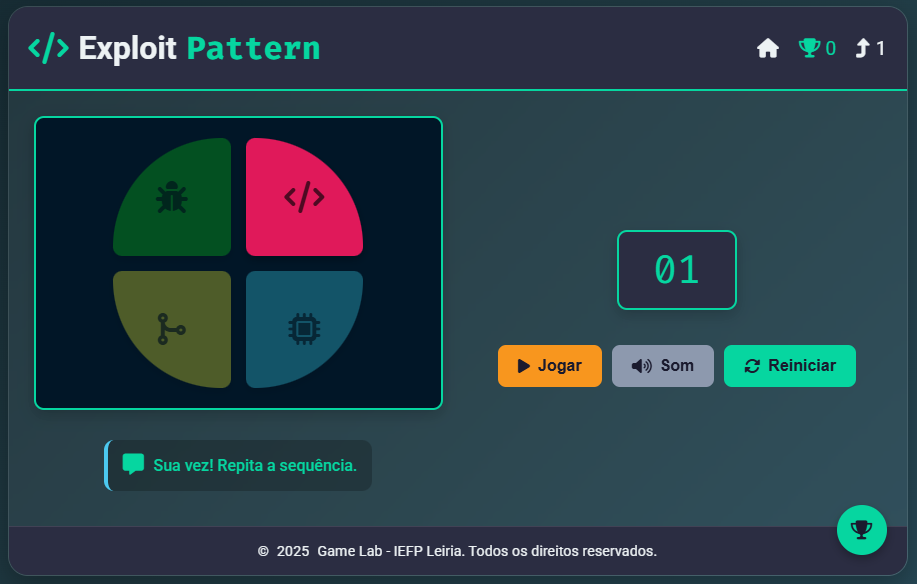 </> Exploit Pattern
0
1
</>
01
Jogar
Som
Reiniciar
Sua vez! Repita a sequência.
© 2025 Game Lab - IEFP Leiria. Todos os direitos reservados.